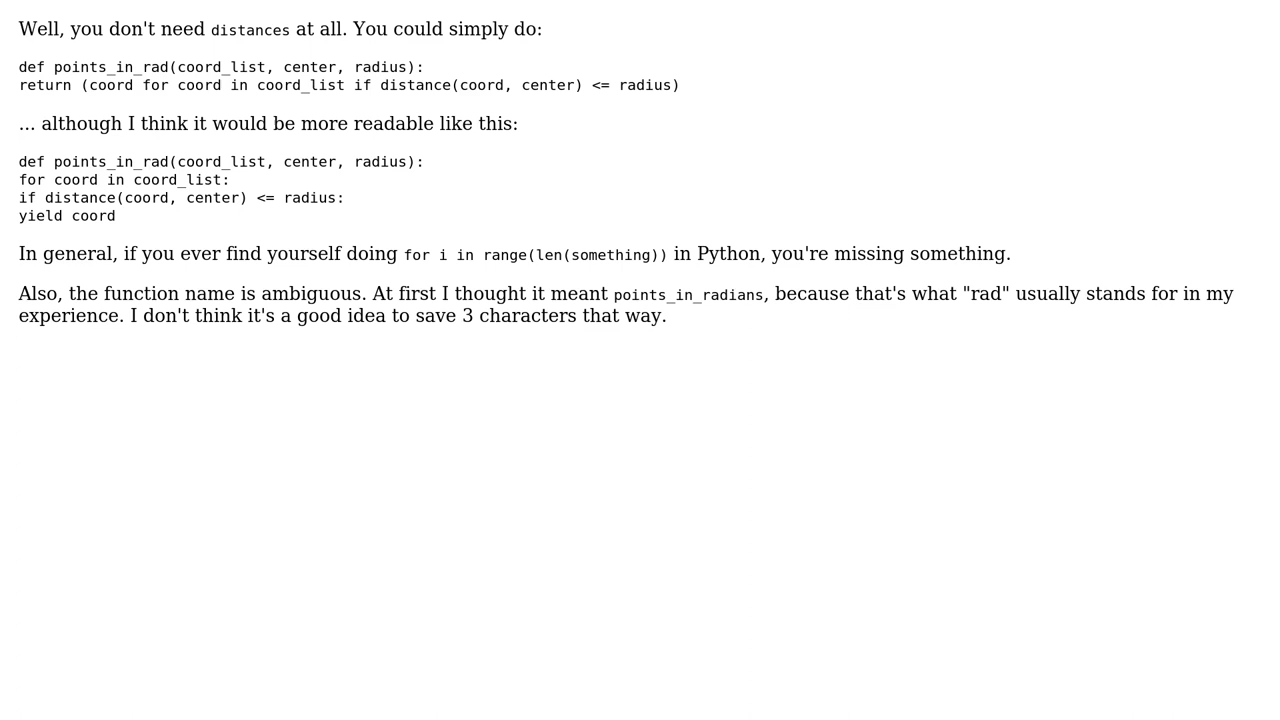 Well, you don't need distances at all. You could simply do:
def points_in_rad(coord_list, center, radius):
return (coord for coord in coord_list if distance(coord, center) <= radius)
... although I think it would be more readable like this:
def points_in_rad(coord_list, center, radius):
for coord in coord_list:
if distance(coord, center) <= radius:
yield coord
In general, if you ever find yourself doing for i in range(len(something)) in Python, you're missing something.
Also, the function name is ambiguous. At first I thought it meant points_in_radians, because that's what "rad" usually stands for in my
experience. I don't think it's a good idea to save 3 characters that way.